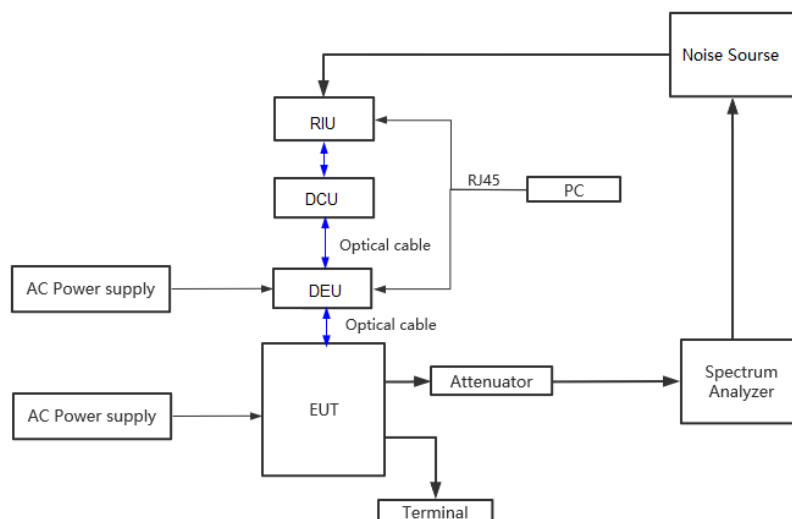 Noise Sourse
RIU
RJ45
PC
DCU
Optical cable
AC Power supply
DEU
Optical cable
Attenuator
Spectrum
Analyzer
AC Power supply
EUT
Terminal